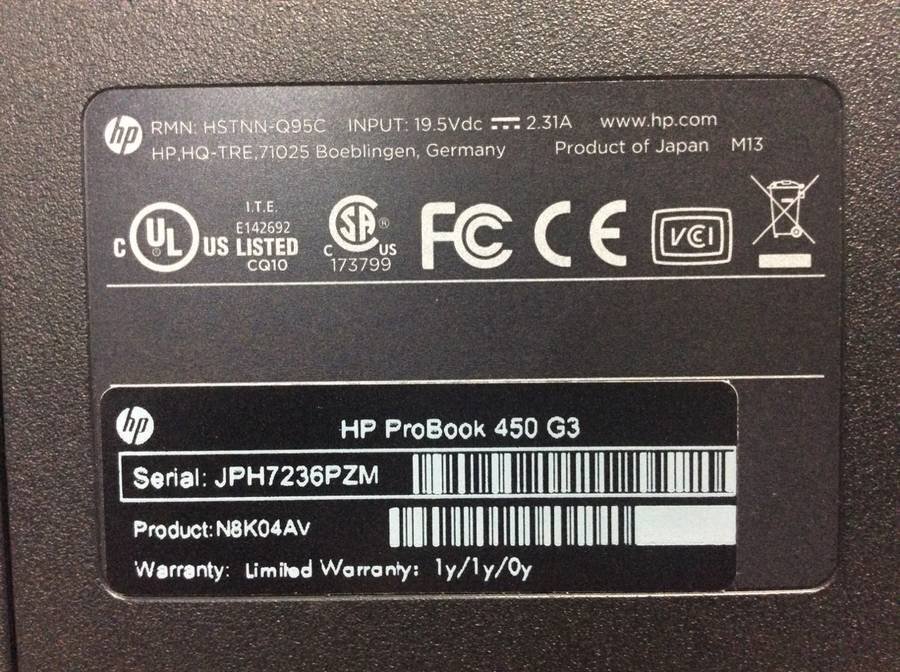 hp RMN: HSTNN-Q95C INPUT: 19.5Vdc 2.31A www.hp.com
HP,HQ-TRE,71025 Boeblingen, Germany Product of Japan M13
I.T.E.
E142692
C UL US LISTED
CQ10
C SA ® US
173799
FC CE VCI
hp
HP ProBook 450 G3
Serial: JPH7236PZM
Product:N8K04AV
Warranty: Limited Warranty: 1y/1y/0y